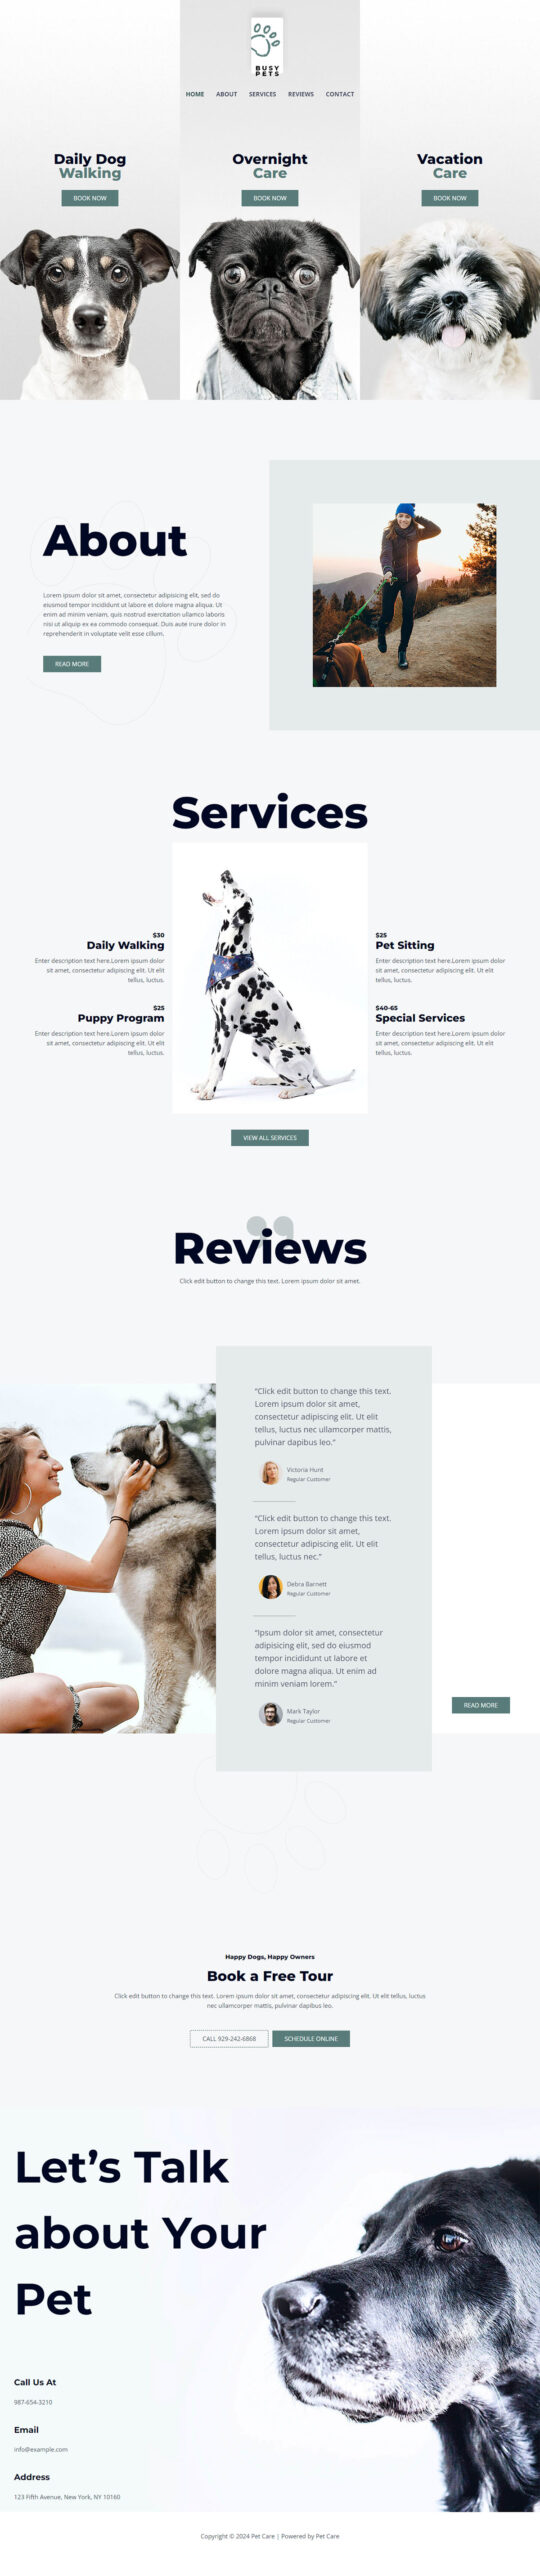 BUSY
PETS
HOME ABOUT SERVICES REVIEWS CONTACT
Daily Dog
Walking
BOOK NOW
Overnight
Care
BOOK NOW
Vacation
Care
BOOK NOW
About
Lorem ipsum dolor sit amet, consectetur adipisicing elit, sed do
eiusmod tempor incididunt ut labore et dolore magna aliqua. Ut
enim ad minim veniam, quis nostrud exercitation ullamco laboris
nisi ut aliquip ex ea commodo consequat. Duis aute irure dolor in
reprehenderit in voluptate velit esse cillum.
READ MORE
Services
$30
Daily Walking
Enter description text here.Lorem ipsum dolor
sit amet, consectetur adipiscing elit. Ut elit
tellus, luctus.
$25
Puppy Program
Enter description text here.Lorem ipsum dolor
sit amet, consectetur adipiscing elit. Ut elit
tellus, luctus.
$25
Pet Sitting
Enter description text here.Lorem ipsum dolor
sit amet, consectetur adipiscing elit. Ut elit
tellus, luctus.
$40-65
Special Services
Enter description text here.Lorem ipsum dolor
sit amet, consectetur adipiscing elit. Ut elit
tellus, luctus.
VIEW ALL SERVICES
Reviews
Click edit button to change this text. Lorem ipsum dolor sit amet.
“Click edit button to change this text.
Lorem ipsum dolor sit amet,
consectetur adipiscing elit. Ut elit
tellus, luctus nec ullamcorper mattis,
pulvinar dapibus leo.”
Victoria Hunt
Regular Customer
“Click edit button to change this text.
Lorem ipsum dolor sit amet,
consectetur adipiscing elit. Ut elit
tellus, luctus nec.”
Debra Barnett
Regular Customer
“Ipsum dolor sit amet, consectetur
adipisicing elit, sed do eiusmod
tempor incididunt ut labore et
dolore magna aliqua. Ut enim ad
minim veniam lorem.”
Mark Taylor
Regular Customer
READ MORE
Happy Dogs, Happy Owners
Book a Free Tour
Click edit button to change this text. Lorem ipsum dolor sit amet, consectetur adipiscing elit. Ut elit tellus, luctus
nec ullamcorper mattis, pulvinar dapibus leo.
CALL 929-242-6868
SCHEDULE ONLINE
Let’s Talk
about Your
Pet
Call Us At
987-654-3210
Email
info@example.com
Address
123 Fifth Avenue, New York, NY 10160
Copyright © 2024 Pet Care | Powered by Pet Care